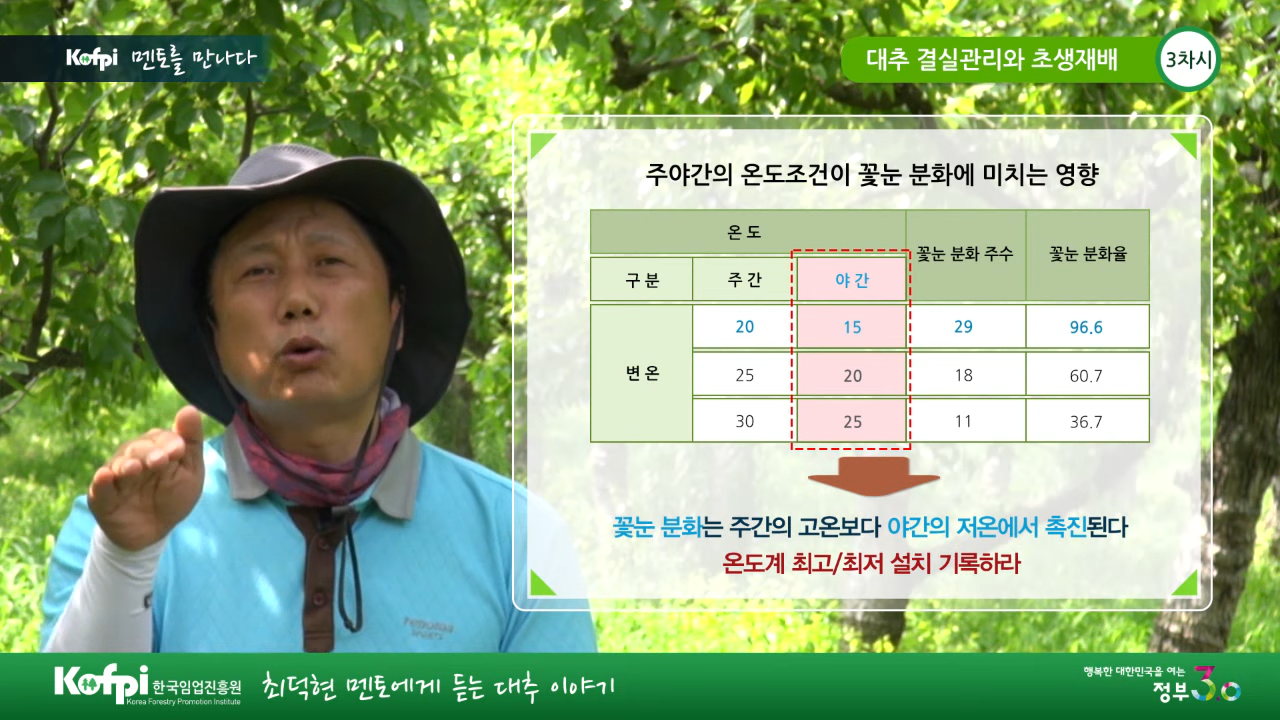 Kofpi 멘토를 만나다
대추 결실관리와 초생재배 3차시
주야간의 온도조건이 꽃눈 분화에 미치는 영향
온 도 꽃눈 분화 주수 꽃눈 분화율
구 분 주 간 야 간
변 온
20 15 29 96.6
25 20 18 60.7
30 25 11 36.7
꽃눈 분화는 주간의 고온보다 야간의 저온에서 촉진된다
온도계 최고/최저 설치 기록하라
Kofpi 한국임업진흥원
Korea Forestry Promotion Institute
최덕현 멘토에게 듣는 대추 이야기
행복한 대한민국을 여는
정부3.0